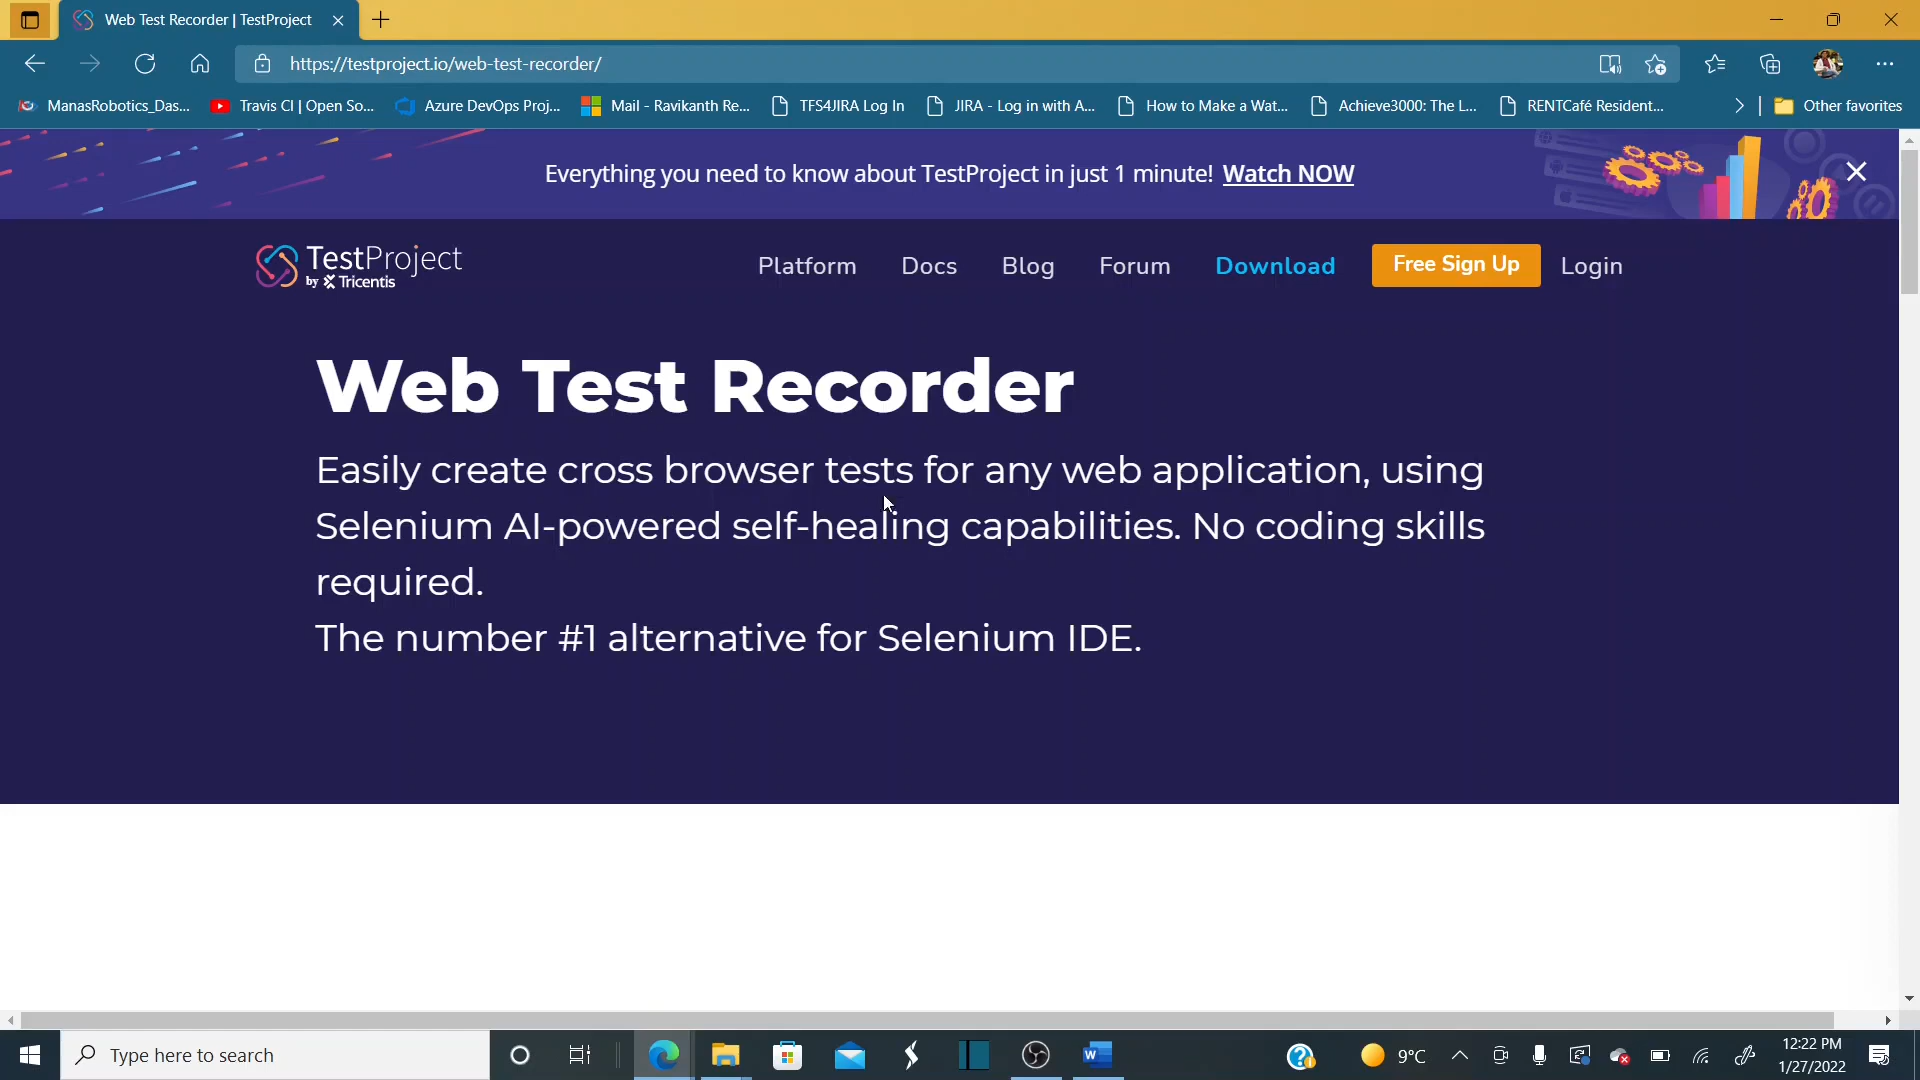 Web Test Recorder | TestProject
https://testproject.io/web-test-recorder/
ManasRobotics_Das... Travis CI | Open So... Azure DevOps Proj... Mail - Ravikanth Re... TFS4JIRA Log In JIRA - Log in with A... How to Make a Wat... Achieve3000: The L... RENTCafé Resident... Other favorites
Everything you need to know about TestProject in just 1 minute! Watch NOW
TestProject
by Tricentis
Platform Docs Blog Forum Download Free Sign Up Login
Web Test Recorder
Easily create cross browser tests for any web application, using
Selenium AI-powered self-healing capabilities. No coding skills
required.
The number #1 alternative for Selenium IDE.
Type here to search
9°C
12:22 PM
1/27/2022